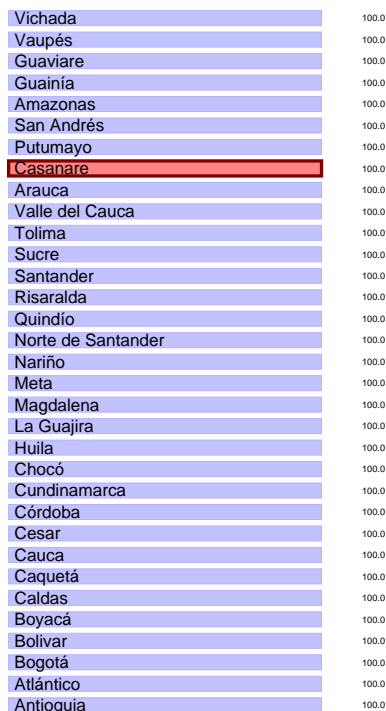 Vichada 100.0
Vaupés 100.0
Guaviare 100.0
Guainía 100.0
Amazonas 100.0
San Andrés 100.0
Putumayo 100.0
Casanare 100.0
Arauca 100.0
Valle del Cauca 100.0
Tolima 100.0
Sucre 100.0
Santander 100.0
Risaralda 100.0
Quindío 100.0
Norte de Santander 100.0
Nariño 100.0
Meta 100.0
Magdalena 100.0
La Guajira 100.0
Huila 100.0
Chocó 100.0
Cundinamarca 100.0
Córdoba 100.0
Cesar 100.0
Cauca 100.0
Caquetá 100.0
Caldas 100.0
Boyacá 100.0
Bolivar 100.0
Bogotá 100.0
Atlántico 100.0
Antioquia 100.0